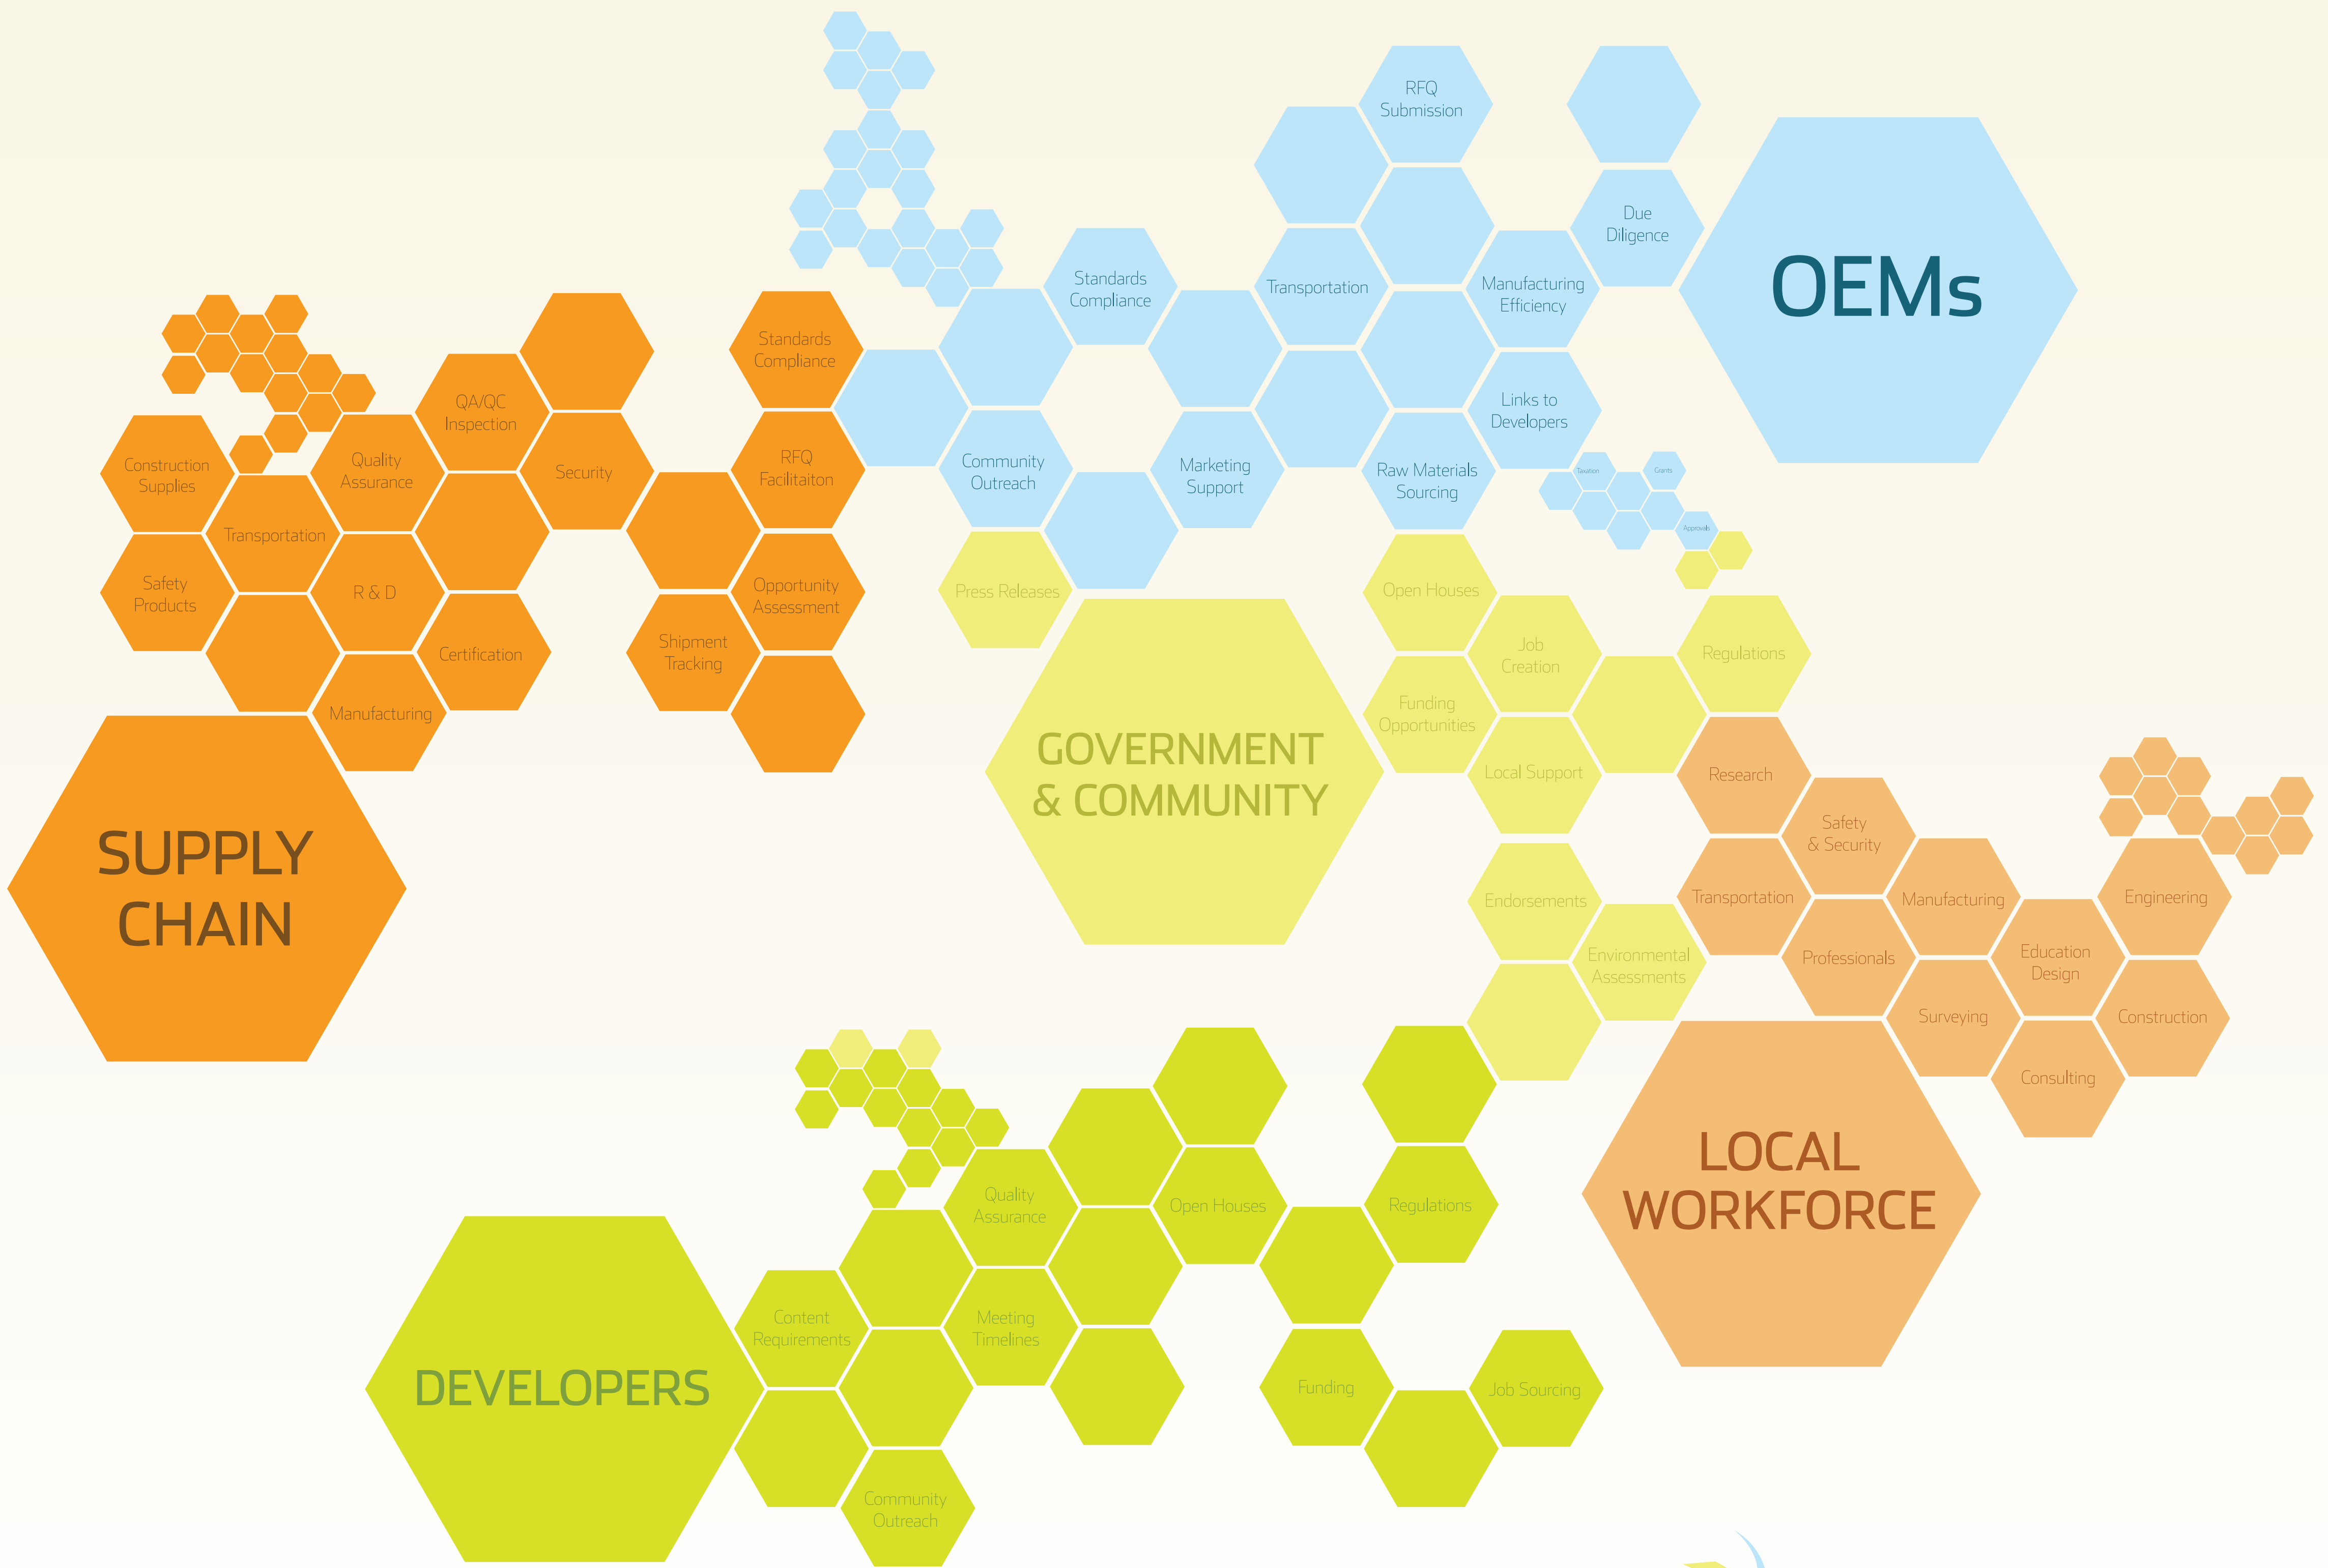 RFQ
Submission
Due
Diligence
OEMs
Standards
Compliance
Transportation
Manufacturing
Efficiency
Links to
Developers
Community
Outreach
Marketing
Support
Raw Materials
Sourcing
Taxation
Grants
Approvals
Standards
Compliance
QA/QC
Inspection
RFQ
Facilitaiton
Construction
Supplies
Quality
Assurance
Security
Transportation
Safety
Products
R & D
Opportunity
Assessment
Certification
Shipment
Tracking
Manufacturing
SUPPLY
CHAIN
Press Releases
Open Houses
Job
Creation
Regulations
Funding
Opportunities
Local Support
GOVERNMENT
& COMMUNITY
Endorsements
Environmental
Assessments
Research
Safety
& Security
Transportation
Manufacturing
Engineering
Professionals
Education
Design
Surveying
Construction
Consulting
LOCAL
WORKFORCE
Quality
Assurance
Open Houses
Regulations
Content
Requirements
Meeting
Timelines
Funding
Job Sourcing
DEVELOPERS
Community
Outreach